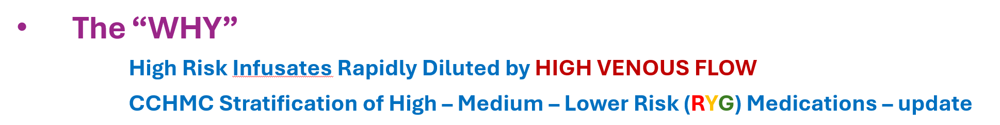 • The “WHY”
High Risk Infusates Rapidly Diluted by HIGH VENOUS FLOW
CCHMC Stratification of High – Medium – Lower Risk (RYG) Medications – update